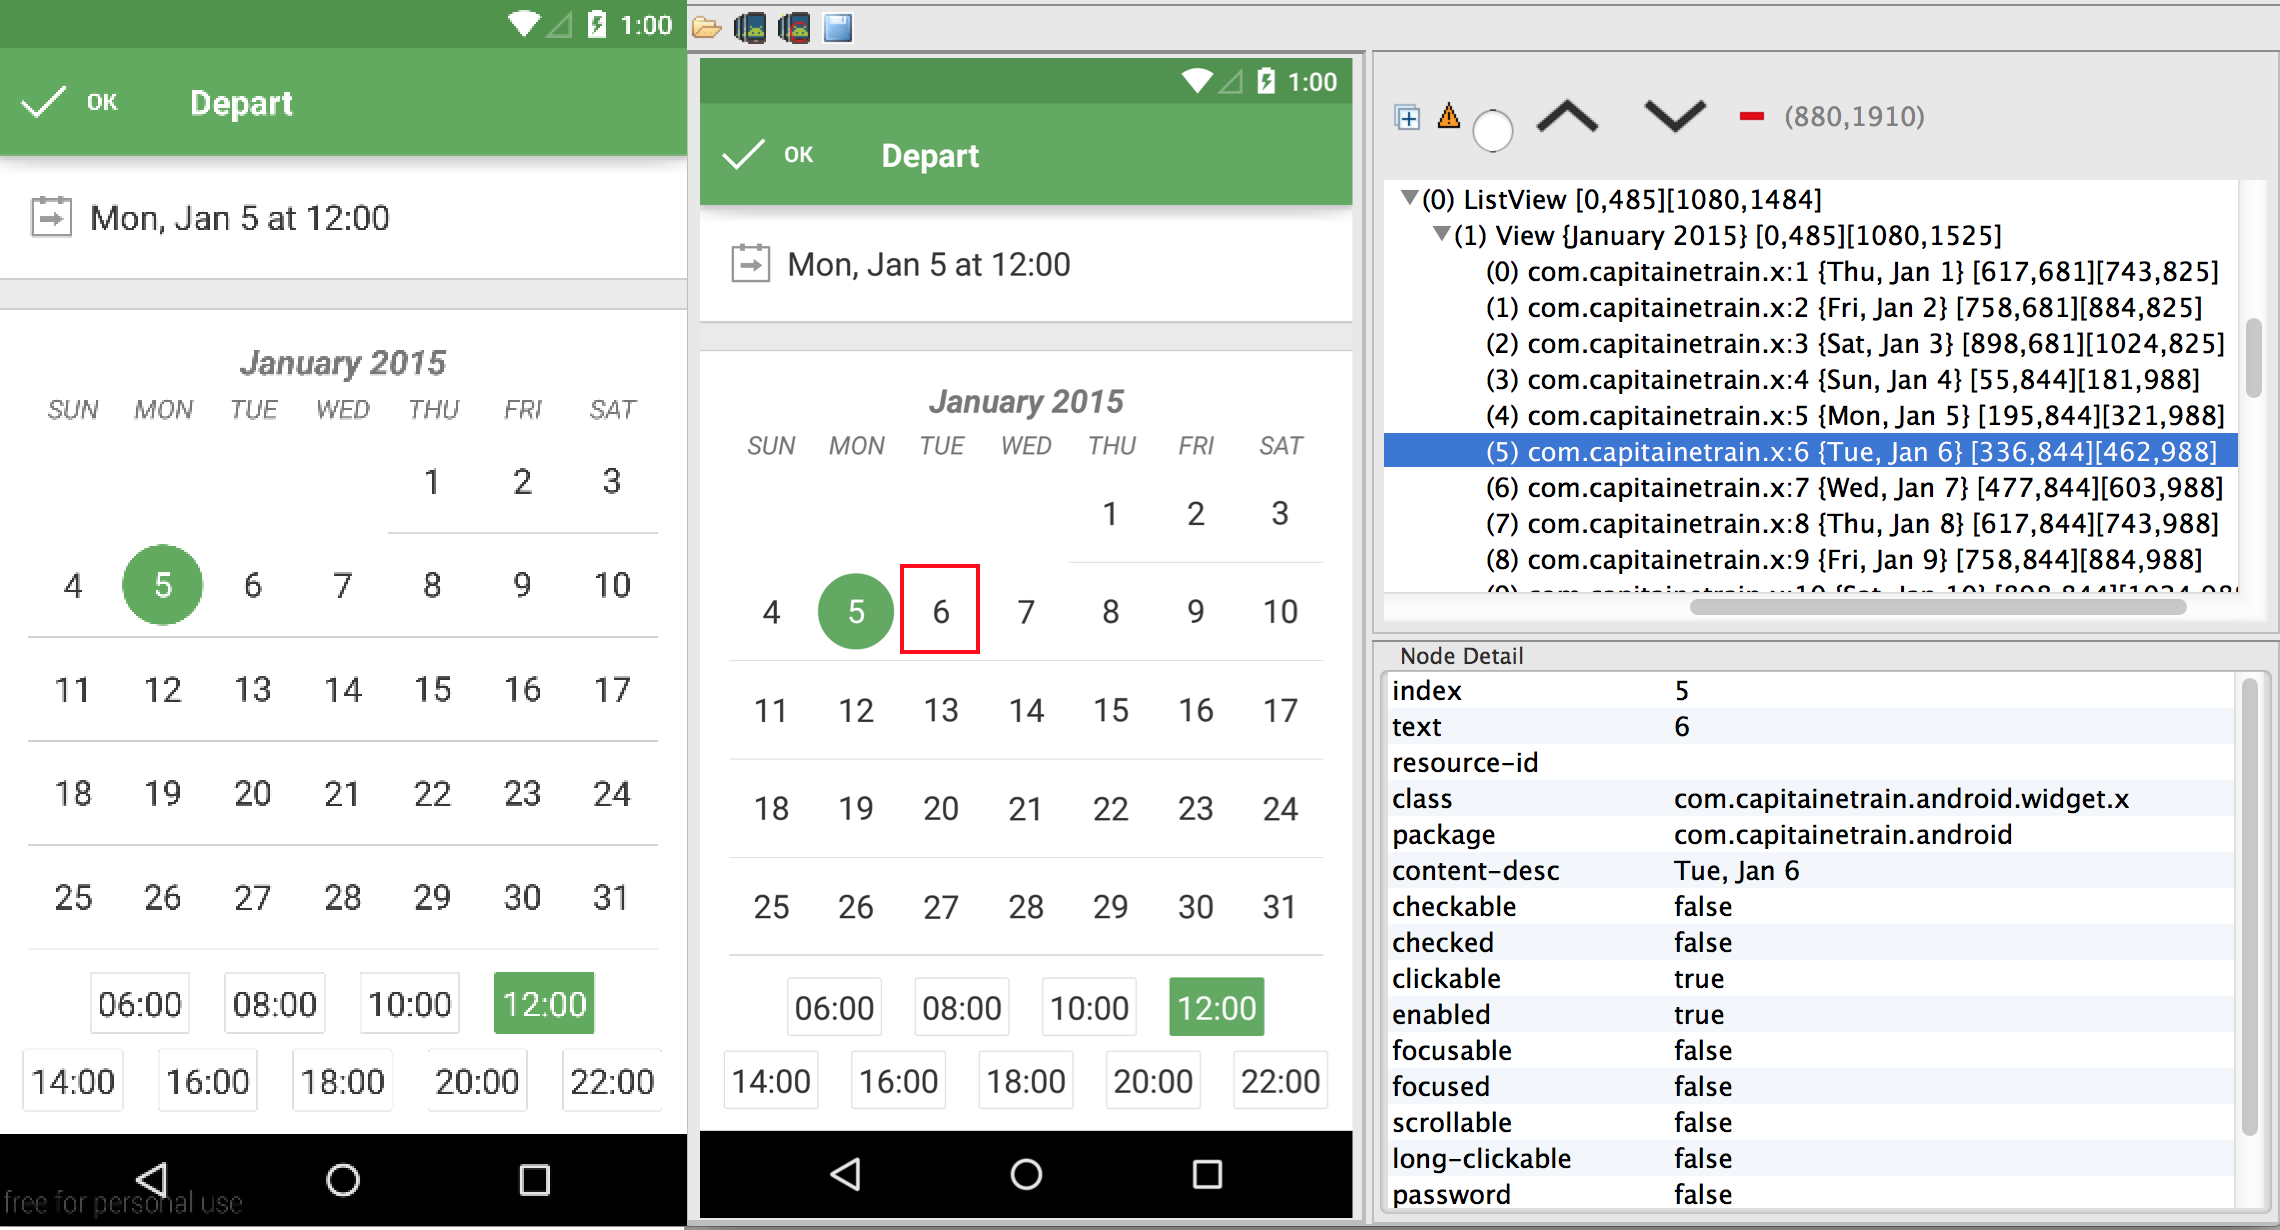 1:00
OK Depart
Mon, Jan 5 at 12:00
January 2015
SUN MON TUE WED THU FRI SAT
1 2 3
4 5 6 7 8 9 10
11 12 13 14 15 16 17
18 19 20 21 22 23 24
25 26 27 28 29 30 31
06:00 08:00 10:00 12:00
14:00 16:00 18:00 20:00 22:00
free for personal use
1:00
OK Depart
Mon, Jan 5 at 12:00
January 2015
SUN MON TUE WED THU FRI SAT
1 2 3
4 5 6 7 8 9 10
11 12 13 14 15 16 17
18 19 20 21 22 23 24
25 26 27 28 29 30 31
06:00 08:00 10:00 12:00
14:00 16:00 18:00 20:00 22:00
(880,1910)
(0) ListView [0,485][1080,1484]
(1) View {January 2015} [0,485][1080,1525]
(0) com.capitainetrain.x:1 {Thu, Jan 1} [617,681][743,825]
(1) com.capitainetrain.x:2 {Fri, Jan 2} [758,681][884,825]
(2) com.capitainetrain.x:3 {Sat, Jan 3} [898,681][1024,825]
(3) com.capitainetrain.x:4 {Sun, Jan 4} [55,844][181,988]
(4) com.capitainetrain.x:5 {Mon, Jan 5} [195,844][321,988]
(5) com.capitainetrain.x:6 {Tue, Jan 6} [336,844][462,988]
(6) com.capitainetrain.x:7 {Wed, Jan 7} [477,844][603,988]
(7) com.capitainetrain.x:8 {Thu, Jan 8} [617,844][743,988]
(8) com.capitainetrain.x:9 {Fri, Jan 9} [758,844][884,988]
Node Detail
index 5
text 6
resource-id
class com.capitainetrain.android.widget.x
package com.capitainetrain.android
content-desc Tue, Jan 6
checkable false
checked false
clickable true
enabled true
focusable false
focused false
scrollable false
long-clickable false
password false